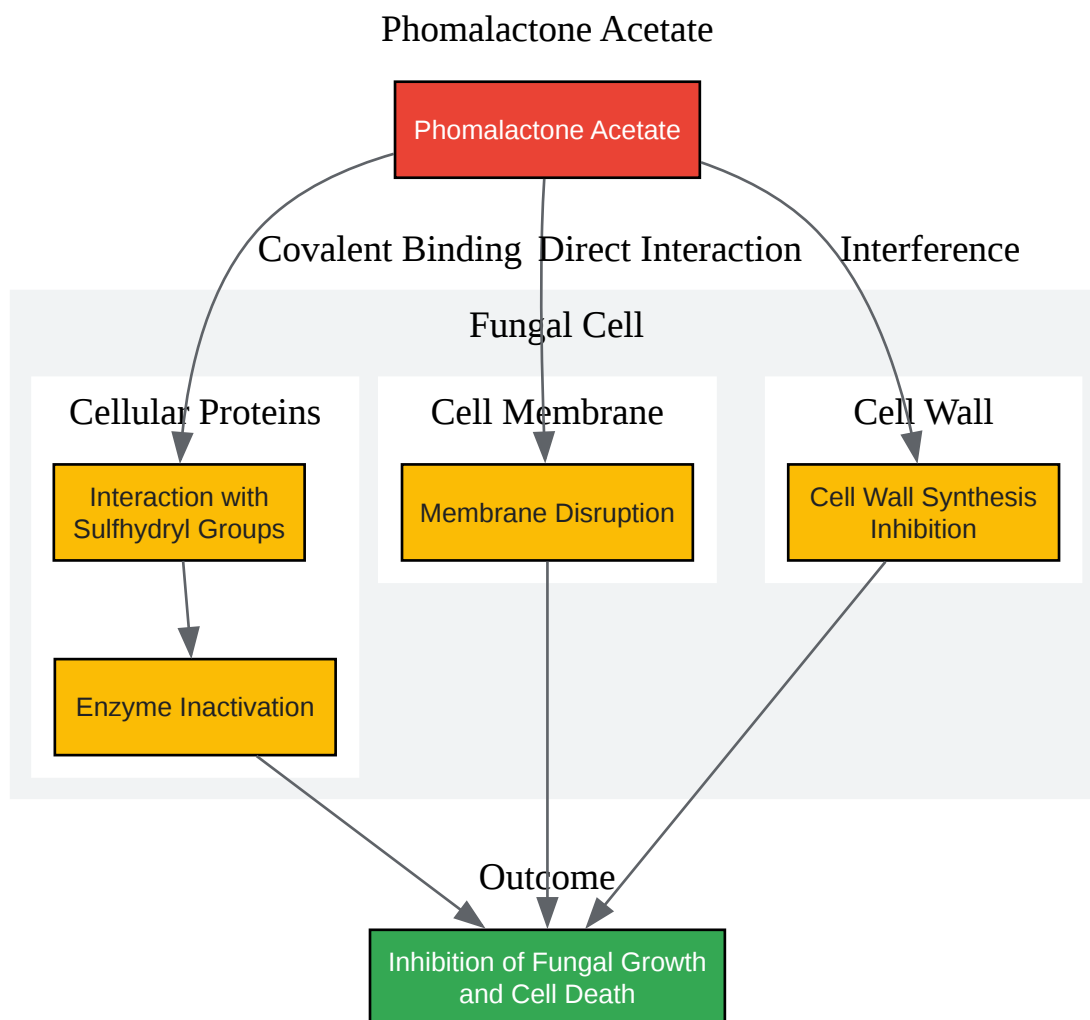 Phomalactone Acetate
Phomalactone Acetate
Covalent Binding
Direct Interaction
Interference
Fungal Cell
Cellular Proteins
Cell Membrane
Cell Wall
Interaction with
Sulfhydryl Groups
Membrane Disruption
Cell Wall Synthesis
Inhibition
Enzyme Inactivation
Outcome
Inhibition of Fungal Growth
and Cell Death